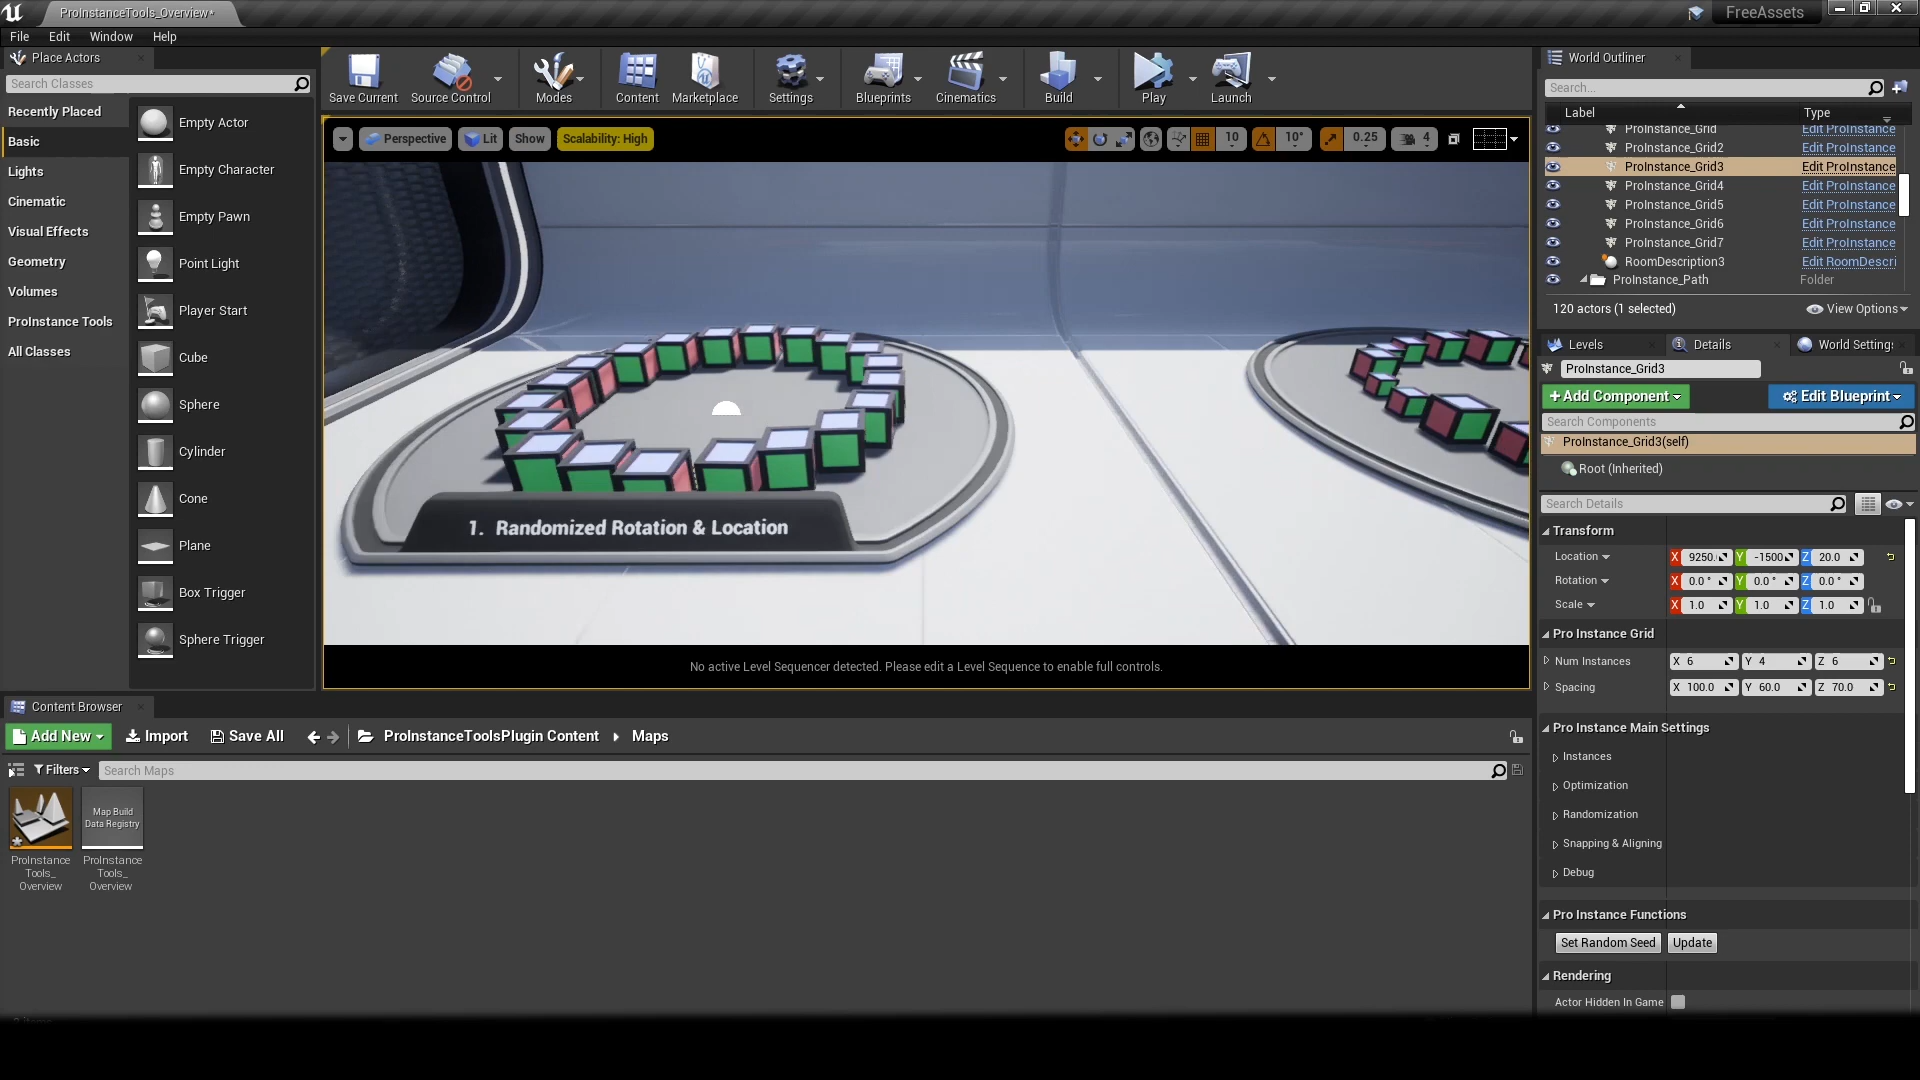 ProInstanceTools_Overview*
FreeAssets
File Edit Window Help
Place Actors
Search Classes
Recently Placed
Basic
Lights
Cinematic
Visual Effects
Geometry
Volumes
ProInstance Tools
All Classes
Empty Actor
Empty Character
Empty Pawn
Point Light
Player Start
Cube
Sphere
Cylinder
Cone
Plane
Box Trigger
Sphere Trigger
Save Current Source Control Modes Content Marketplace Settings Blueprints Cinematics Build Play Launch
Perspective Lit Show Scalability: High 10 10° 0.25 4
1. Randomized Rotation & Location
No active Level Sequencer detected. Please edit a Level Sequence to enable full controls.
World Outliner
Search...
Label Type
ProInstance_Grid Edit ProInstance
ProInstance_Grid2 Edit ProInstance
ProInstance_Grid3 Edit ProInstance
ProInstance_Grid4 Edit ProInstance
ProInstance_Grid5 Edit ProInstance
ProInstance_Grid6 Edit ProInstance
ProInstance_Grid7 Edit ProInstance
RoomDescription3 Edit RoomDescri
ProInstance_Path Folder
120 actors (1 selected) View Options
Levels Details World Settings
ProInstance_Grid3
+Add Component Edit Blueprint
Search Components
ProInstance_Grid3(self)
Root (Inherited)
Search Details
Transform
Location X 9250. Y -1500 Z 20.0
Rotation X 0.0 ° Y 0.0 ° Z 0.0 °
Scale X 1.0 Y 1.0 Z 1.0
Pro Instance Grid
Num Instances X 6 Y 4 Z 6
Spacing X 100.0 Y 60.0 Z 70.0
Pro Instance Main Settings
Instances
Optimization
Randomization
Snapping & Aligning
Debug
Pro Instance Functions
Set Random Seed Update
Rendering
Actor Hidden In Game
Content Browser
Add New Import Save All ProInstanceToolsPlugin Content Maps
Filters Search Maps
Map Build
Data Registry
ProInstance
Tools_
Overview
ProInstance
Tools_
Overview